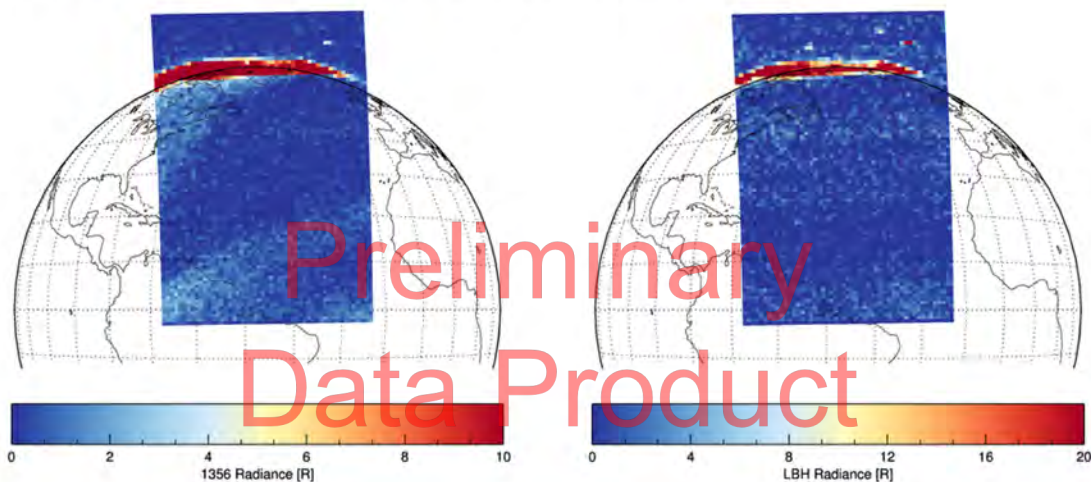 Preliminary
Data Product
0 2 4 6 8 10
1356 Radiance [R]
0 4 8 12 16 20
LBH Radiance [R]